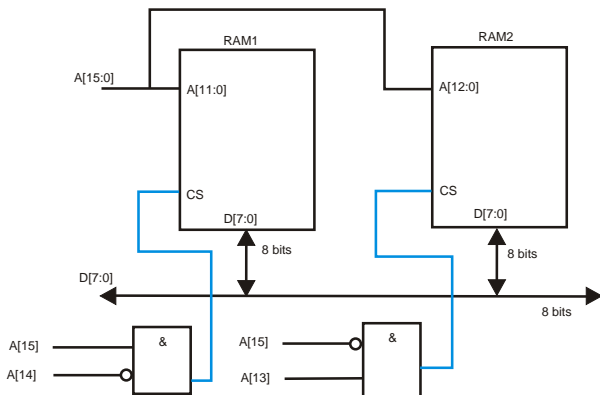 RAM1
RAM2
A[15:0]
A[11:0]
A[12:0]
CS
CS
D[7:0]
D[7:0]
8 bits
8 bits
D[7:0]
8 bits
A[15]
&
A[15]
&
A[14]
A[13]